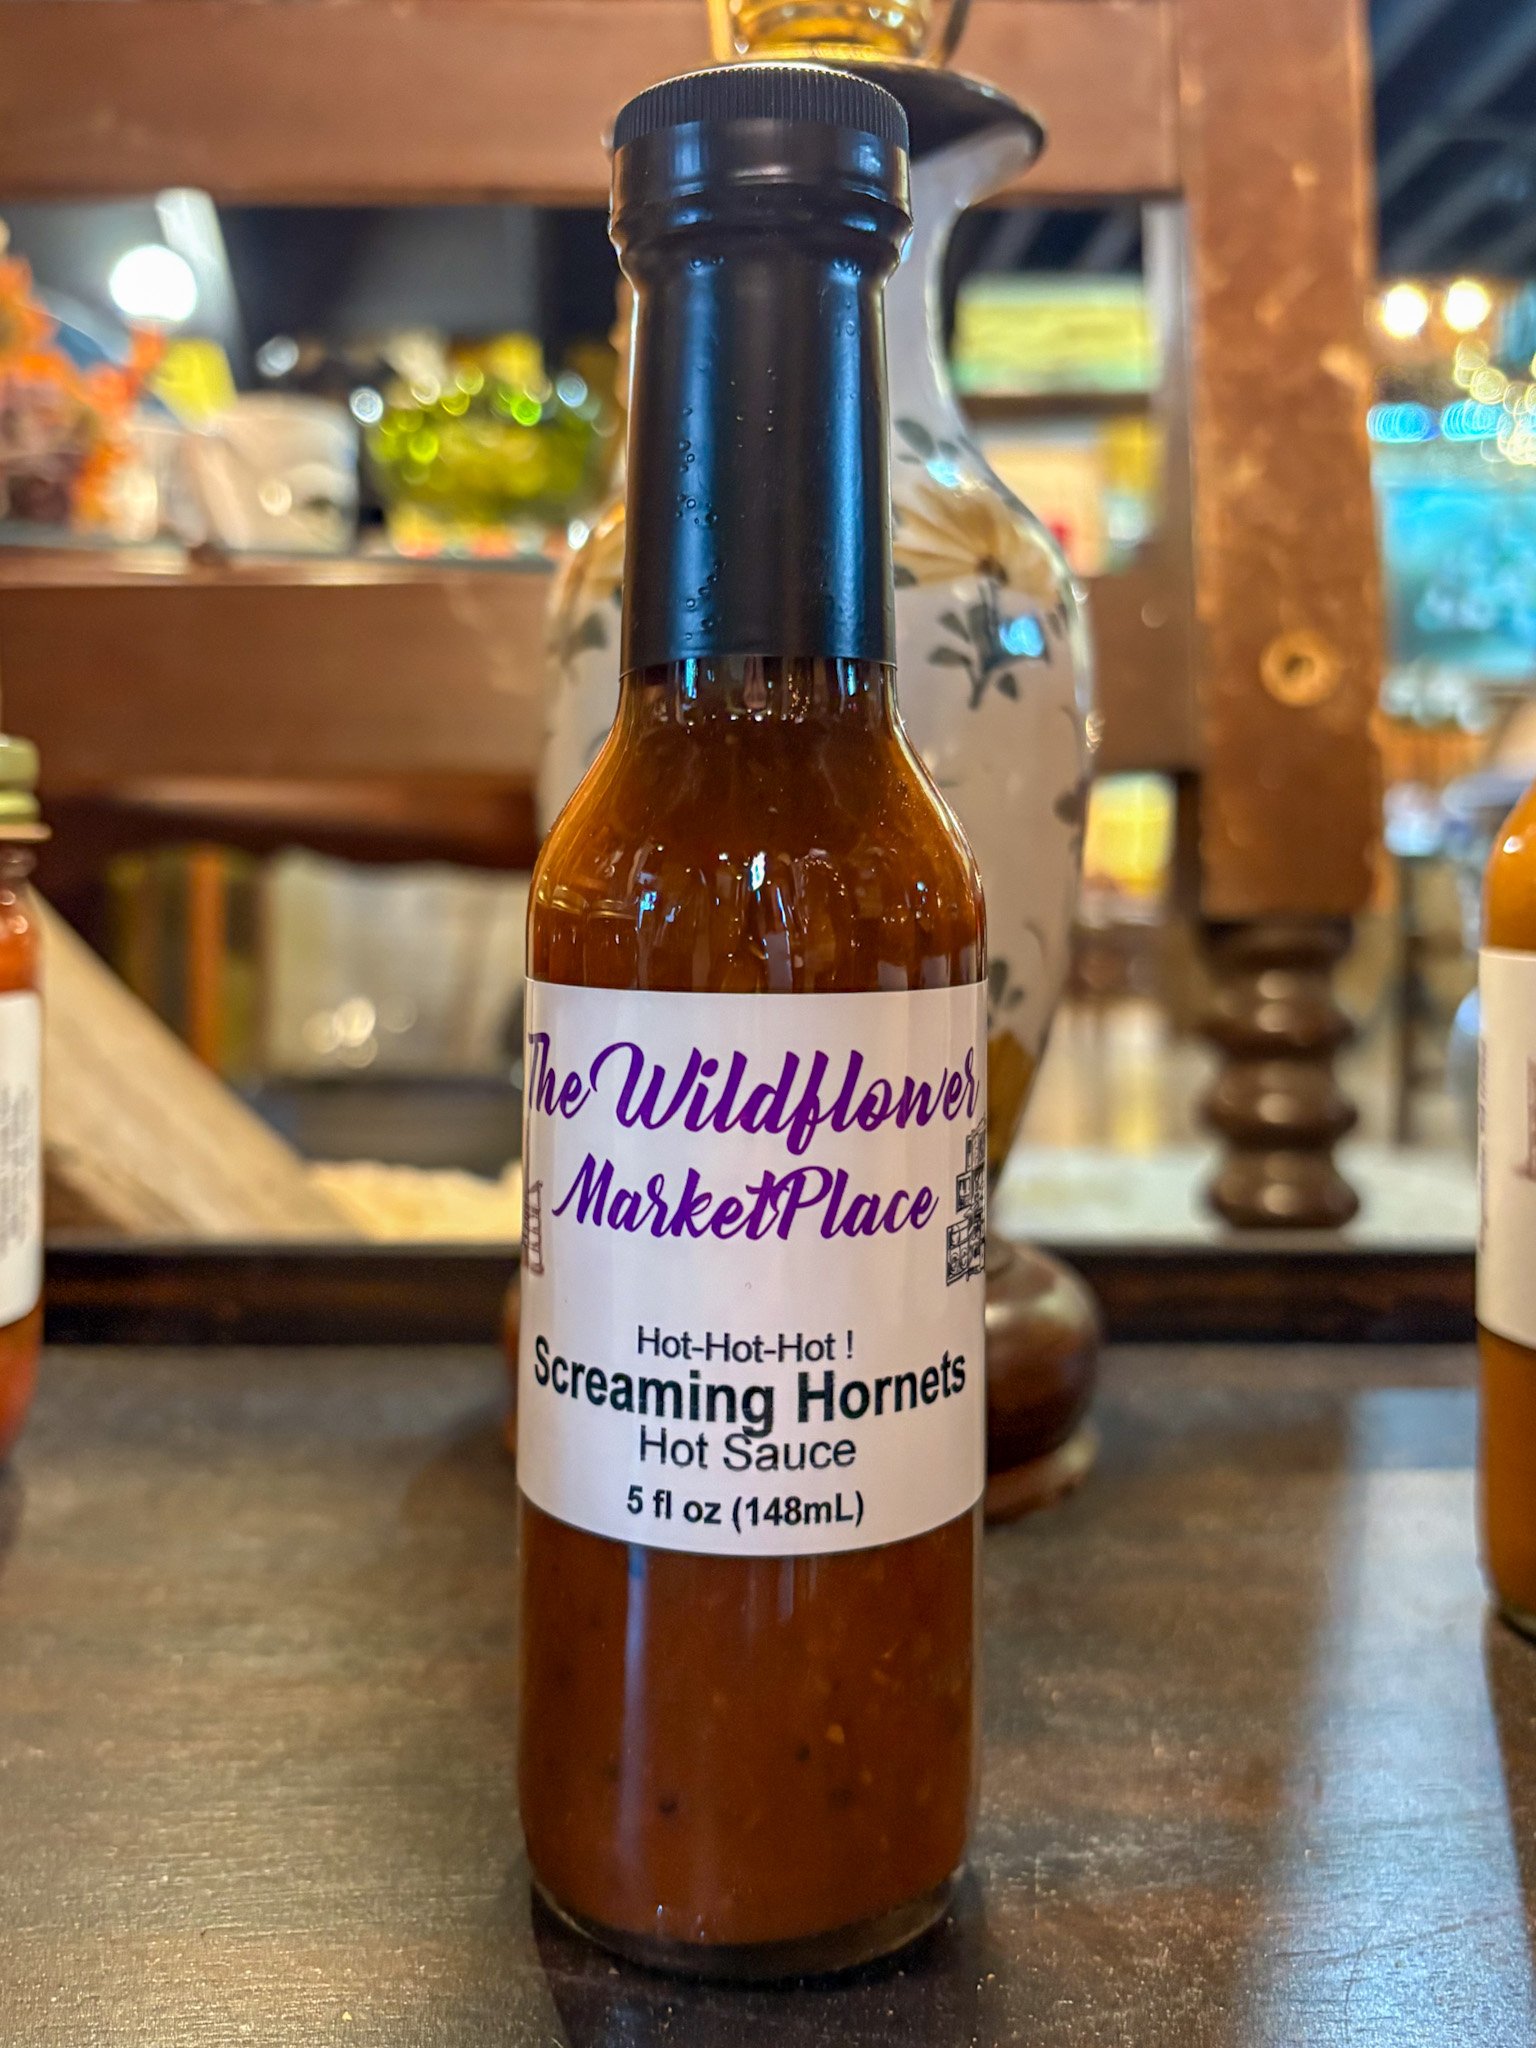 The Wildflower
MarketPlace
Hot-Hot-Hot !
Screaming Hornets
Hot Sauce
5 fl oz (148mL)